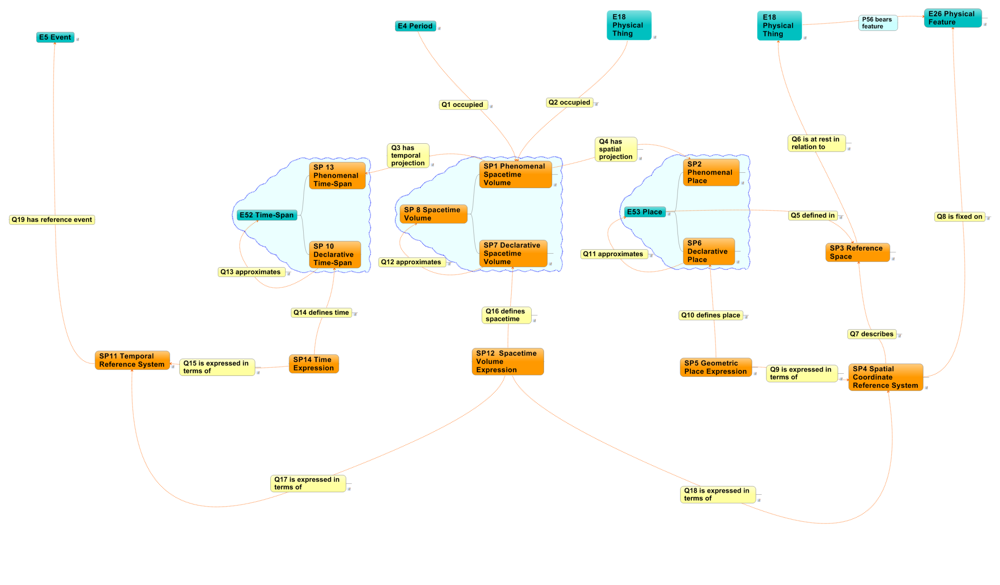 E5 Event
E4 Period
E18
Physical
Thing
E18
Physical
Thing
P56 bears
feature
E26 Physical
Feature
Q1 occupied
Q2 occupied
Q3 has
temporal
projection
Q4 has
spatial
projection
Q6 is at rest in
relation to
SP 13
Phenomenal
Time-Span
SP1 Phenomenal
Spacetime
Volume
SP2
Phenomenal
Place
Q19 has reference event
E52 Time-Span
SP 8 Spacetime
Volume
E53 Place
Q5 defined in
Q8 is fixed on
SP 10
Declarative
Time-Span
SP7 Declarative
Spacetime
Volume
SP6
Declarative
Place
SP3 Reference
Space
Q13 approximates
Q12 approximates
Q11 approximates
Q14 defines time
Q16 defines
spacetime
Q10 defines place
Q7 describes
SP11 Temporal
Reference System
Q15 is expressed in
terms of
SP14 Time
Expression
SP12  Spacetime
Volume
Expression
SP5 Geometric
Place Expression
Q9 is expressed in
terms of
SP4 Spatial
Coordinate
Reference System
Q17 is expressed in
terms of
Q18 is expressed in
terms of